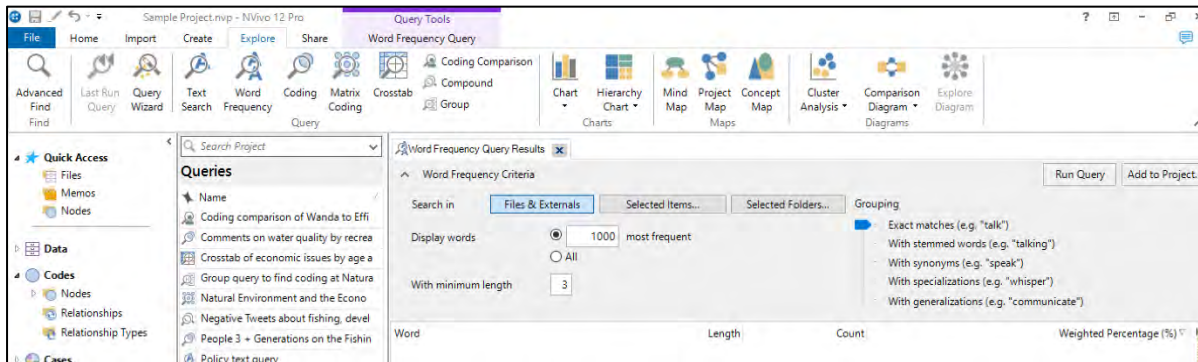 Sample Project.nvp - NVivo 12 Pro
Query Tools
File Home Import Create Explore Share Word Frequency Query
Advanced Find
Last Run Query
Query Wizard
Text Search
Word Frequency
Coding
Matrix Coding
Crosstab
Coding Comparison
Compound
Group
Chart
Hierarchy Chart
Mind Map
Project Map
Concept Map
Cluster Analysis
Comparison Diagram
Explore Diagram
Find
Query
Charts
Maps
Diagrams
Quick Access
Files
Memos
Nodes
Data
Codes
Nodes
Relationships
Relationship Types
Cases
Search Project
Queries
Name
Coding comparison of Wanda to Effi
Comments on water quality by recrea
Crosstab of economic issues by age a
Group query to find coding at Natura
Natural Environment and the Econo
Negative Tweets about fishing, devel
People 3 + Generations on the Fishin
Policy text query
Word Frequency Query Results
Word Frequency Criteria
Run Query Add to Project.
Search in Files & Externals Selected Items... Selected Folders...
Display words 1000 most frequent
All
With minimum length 3
Grouping
Exact matches (e.g. "talk")
With stemmed words (e.g. "talking")
With synonyms (e.g. "speak")
With specializations (e.g. "whisper")
With generalizations (e.g. "communicate")
Word Length Count Weighted Percentage (%)